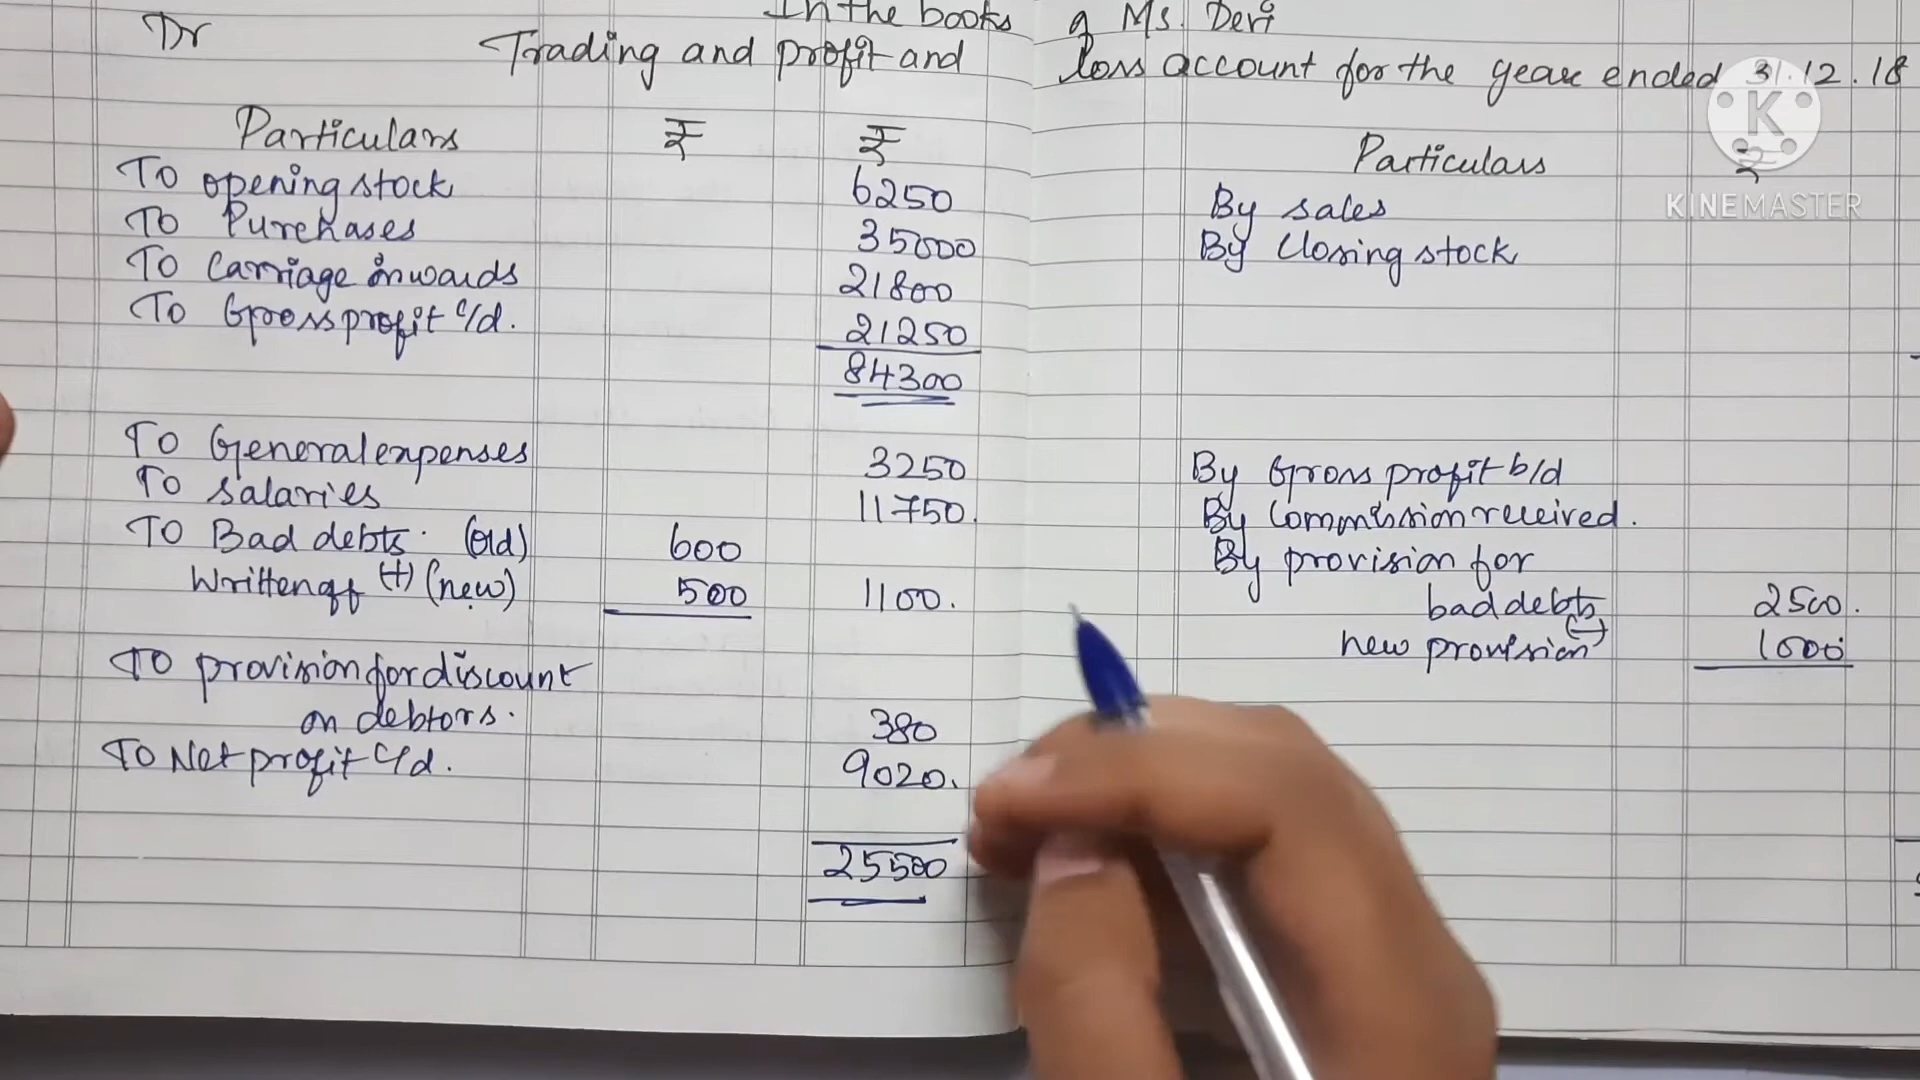 In the books of Ms. Devi
Dr
Trading and profit and loss account for the year ended 31.12.18
Particulars ₹ ₹
To opening stock 6250
To Purchases 35000
To Carriage inwards 21800
To Gross profit c/d. 21250
84300
To General expenses 3250
To salaries 11750.
To Bad debts. (old) 600
Written off (+) (new) 500 1100.
To provision for discount
on debtors. 380
To Net profit c/d. 9020.
25500
Particulars ₹
By sales
By Closing stock
By Gross profit b/d
By Commission received.
By provision for
bad debts 2500.
(-)
new provision 1000
K
KINEMASTER